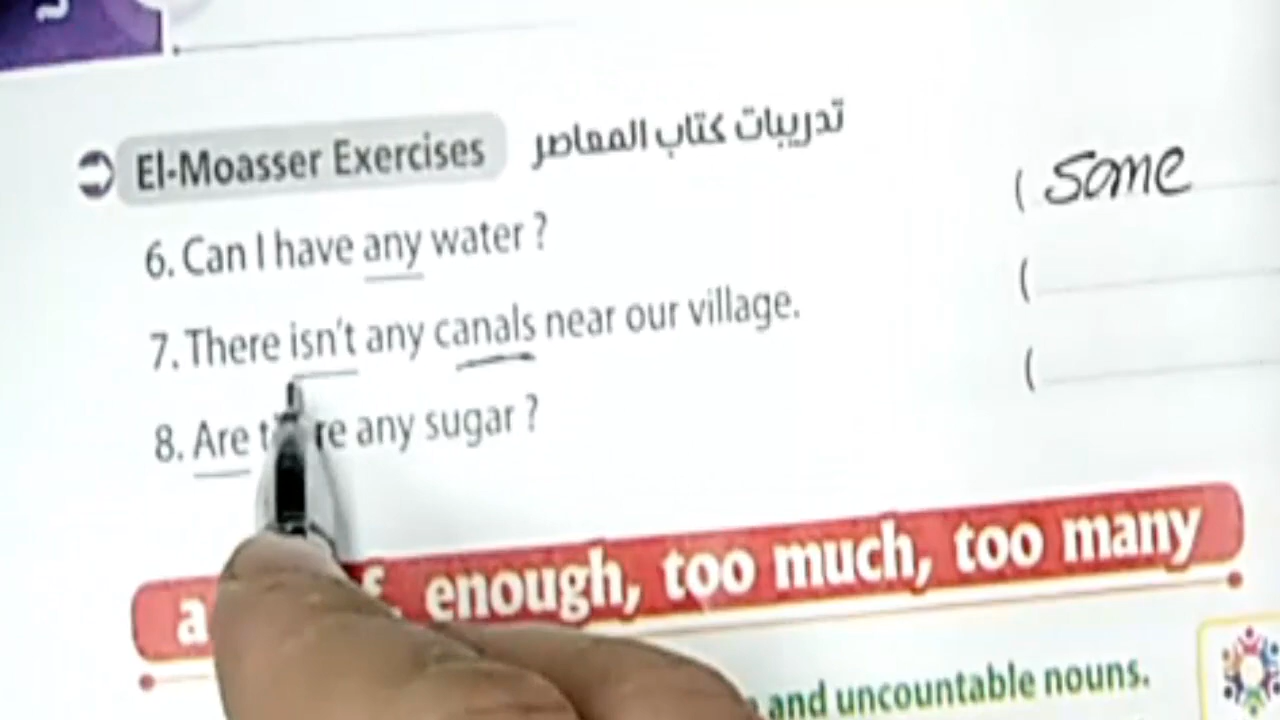 El-Moasser Exercises تدريبات كتاب المعاصر
6. Can I have any water ? ( some
7. There isn't any canals near our village. (
8. Are any sugar ? (
enough, too much, too many
and uncountable nouns.